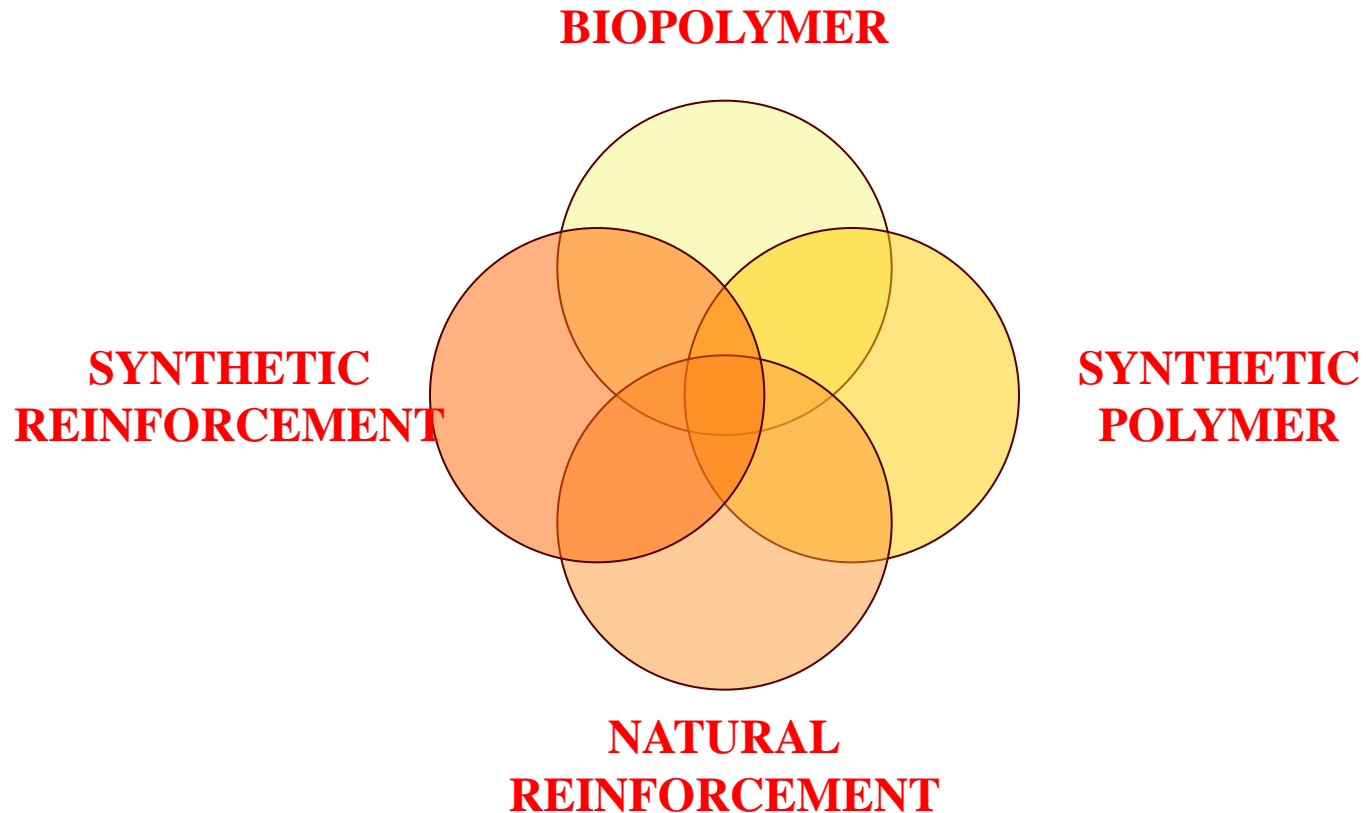 BIOPOLYMER
SYNTHETIC
REINFORCEMENT
SYNTHETIC
POLYMER
NATURAL
REINFORCEMENT